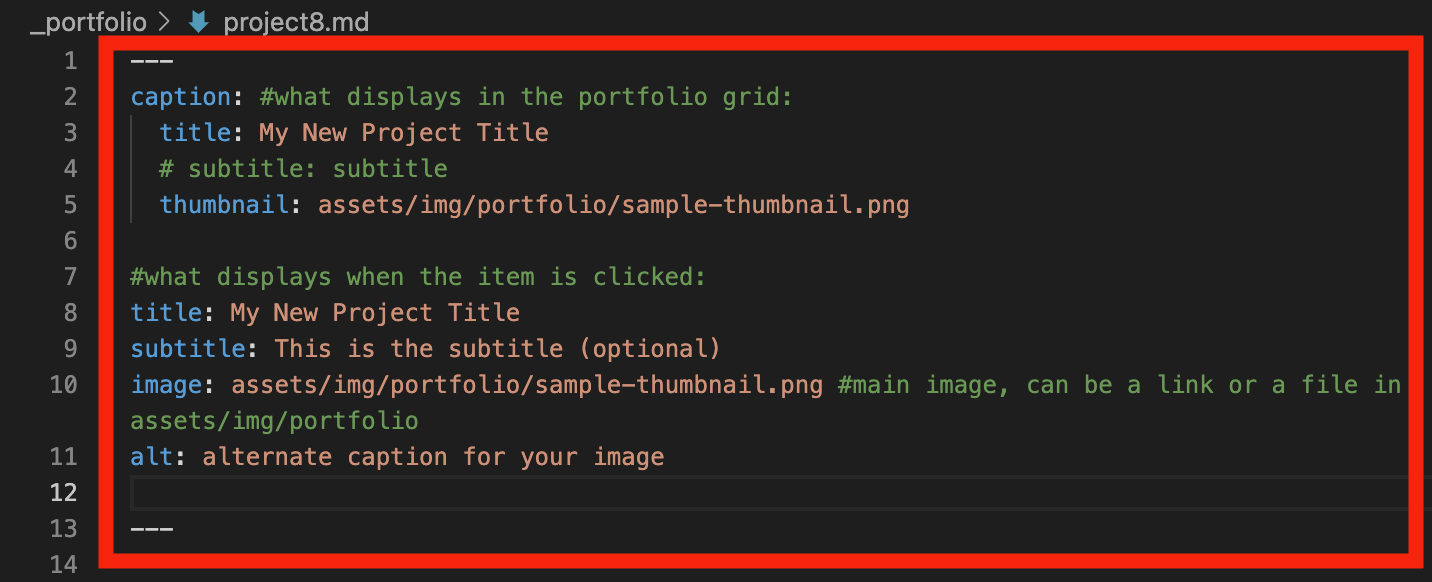 _portfolio > project8.md
1 ---
2 caption: #what displays in the portfolio grid:
3   title: My New Project Title
4   # subtitle: subtitle
5   thumbnail: assets/img/portfolio/sample-thumbnail.png
6
7 #what displays when the item is clicked:
8 title: My New Project Title
9 subtitle: This is the subtitle (optional)
10 image: assets/img/portfolio/sample-thumbnail.png #main image, can be a link or a file in
assets/img/portfolio
11 alt: alternate caption for your image
12
13 ---
14